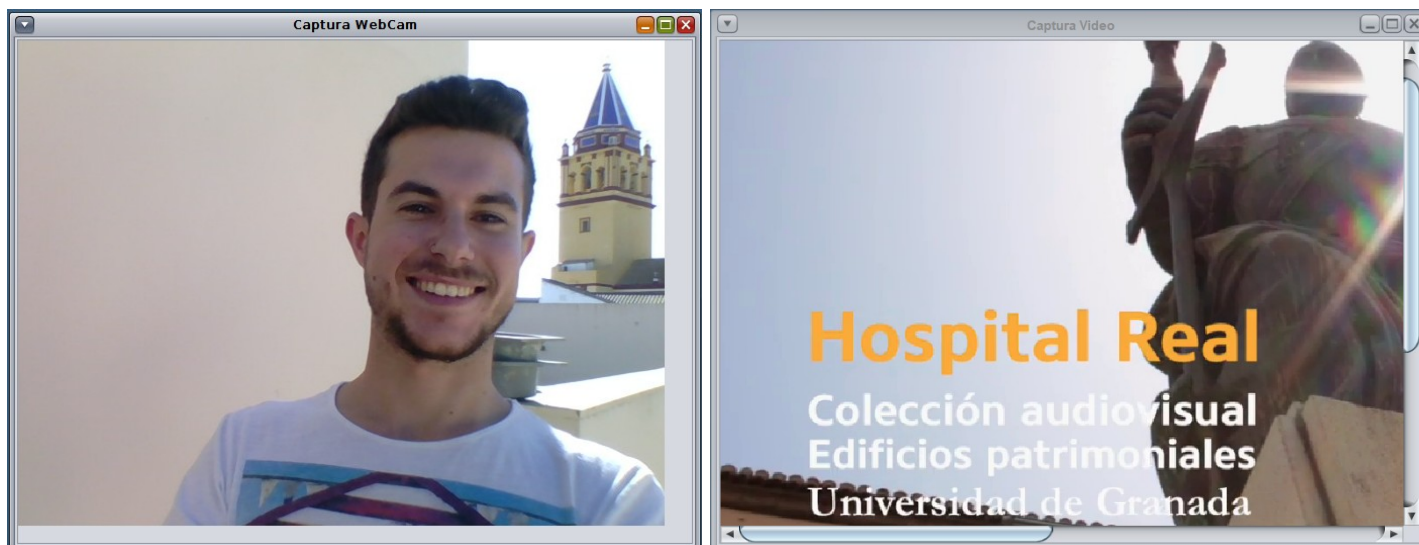 Captura WebCam
Captura Video
Hospital Real
Colección audiovisual
Edificios patrimoniales
Universidad de Granada